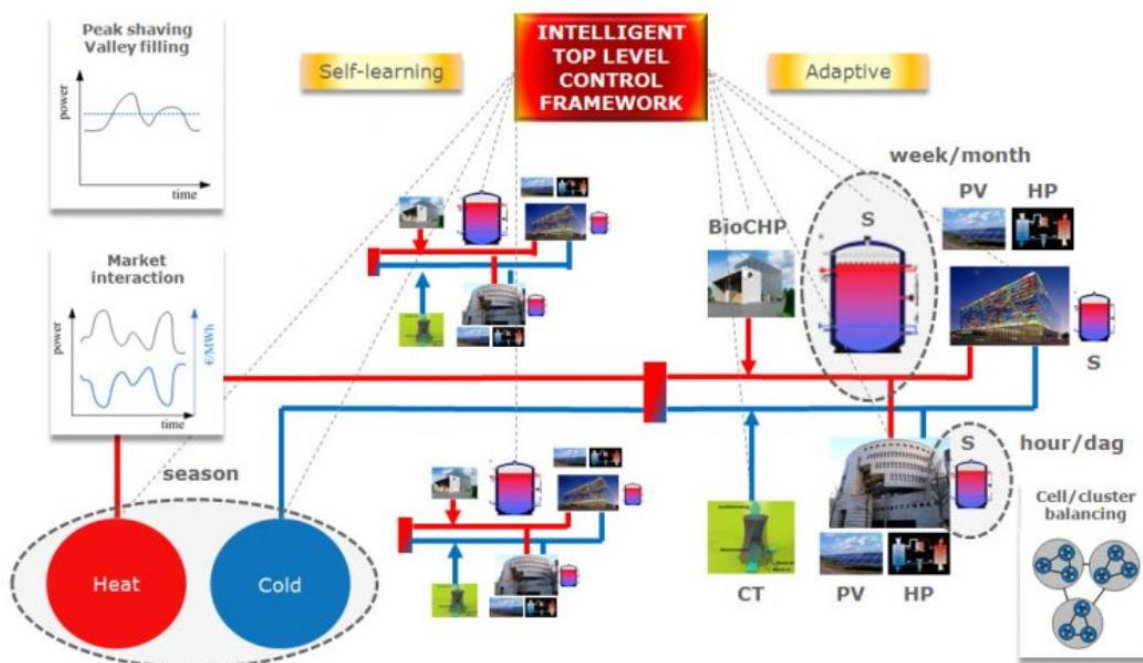 Peak shaving
Valley filling
power
time
Self-learning
INTELLIGENT
TOP LEVEL
CONTROL
FRAMEWORK
Adaptive
week/month
PV
HP
S
BioCHP
Market
interaction
power
€/MWh
time
S
season
Heat
Cold
S
hour/dag
CT
PV
HP
Cell/cluster
balancing